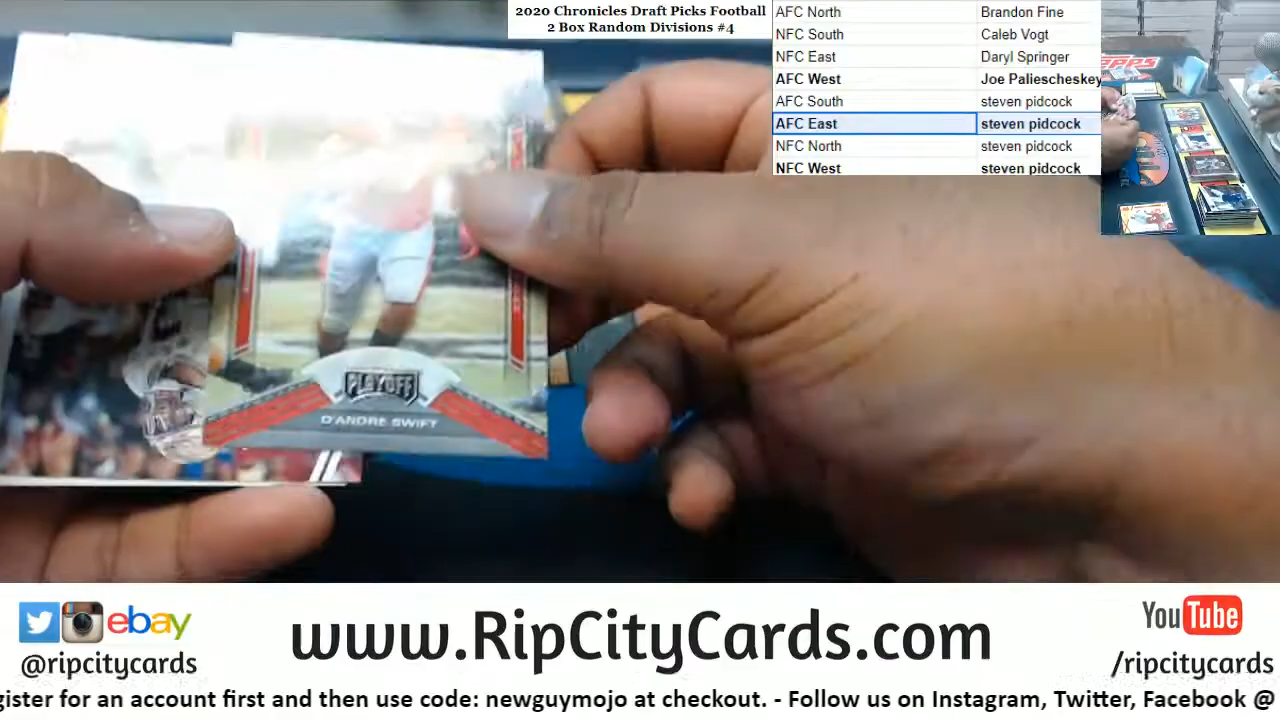 2020 Chronicles Draft Picks Football
2 Box Random Divisions #4
AFC North Brandon Fine
NFC South Caleb Vogt
NFC East Daryl Springer
AFC West Joe Paliescheskey
AFC South steven pidcock
AFC East steven pidcock
NFC North steven pidcock
NFC West steven pidcock
PLAYOFF
D'ANDRE SWIFT
ebay
@ripcitycards
www.RipCityCards.com
YouTube
/ripcitycards
gister for an account first and then use code: newguymojo at checkout. - Follow us on Instagram, Twitter, Facebook @